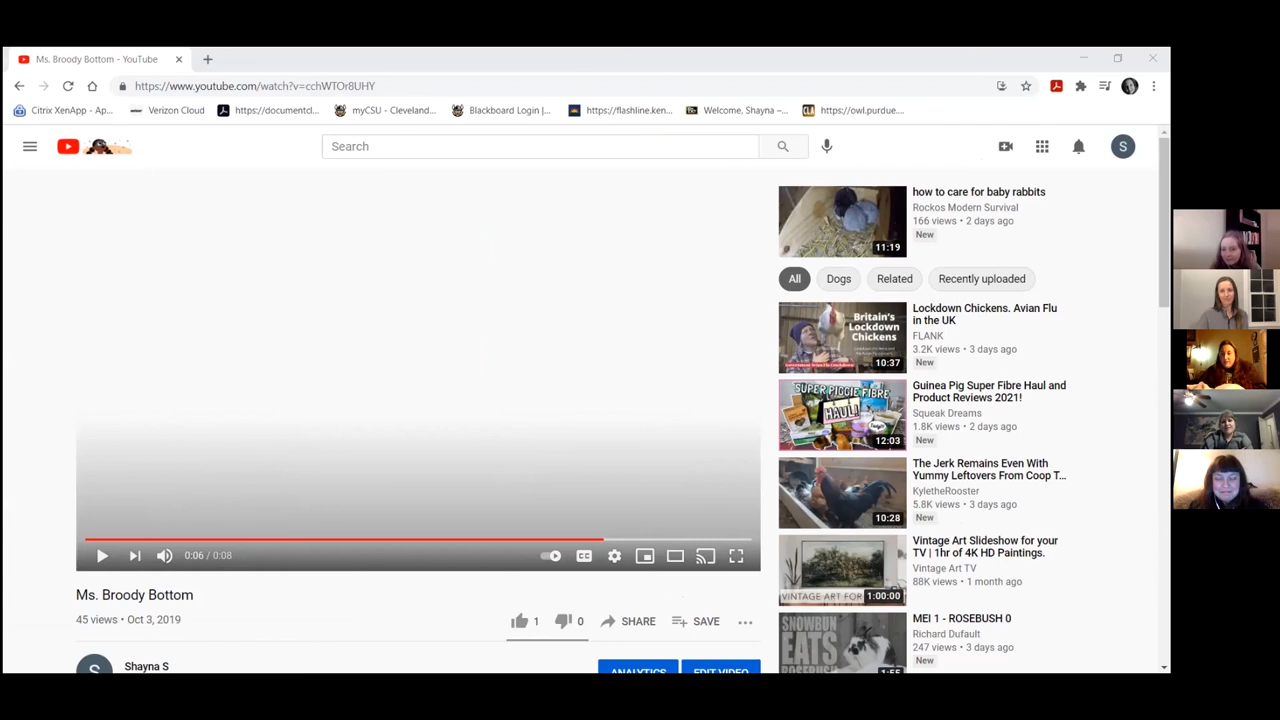 Ms. Broody Bottom - YouTube
https://www.youtube.com/watch?v=cchWTOr8UHY
Citrix XenApp - Ap...
Verizon Cloud
https://documentcl...
myCSU - Cleveland...
Blackboard Login |...
https://flashline.ken...
Welcome, Shayna –...
https://owl.purdue....
Search
S
how to care for baby rabbits
Rockos Modern Survival
166 views • 2 days ago
New
11:19
All
Dogs
Related
Recently uploaded
Britain's
Lockdown
Chickens
10:37
Lockdown Chickens. Avian Flu
in the UK
FLANK
3.2K views • 3 days ago
New
SUPER PIGGIE FIBRE
HAUL!
12:03
Guinea Pig Super Fibre Haul and
Product Reviews 2021!
Squeak Dreams
1.8K views • 2 days ago
New
10:28
The Jerk Remains Even With
Yummy Leftovers From Coop T...
KyletheRooster
5.8K views • 3 days ago
New
VINTAGE ART FOR
1:00:00
Vintage Art Slideshow for your
TV | 1hr of 4K HD Paintings.
Vintage Art TV
88K views • 1 month ago
SNOWBUN
EATS
ROSEBUSH
1:55
MEI 1 - ROSEBUSH 0
Richard Dufault
247 views • 3 days ago
New
0:06 / 0:08
CC
Ms. Broody Bottom
45 views • Oct 3, 2019
1
0
SHARE
SAVE
S
Shayna S
ANALYTICS
EDIT VIDEO